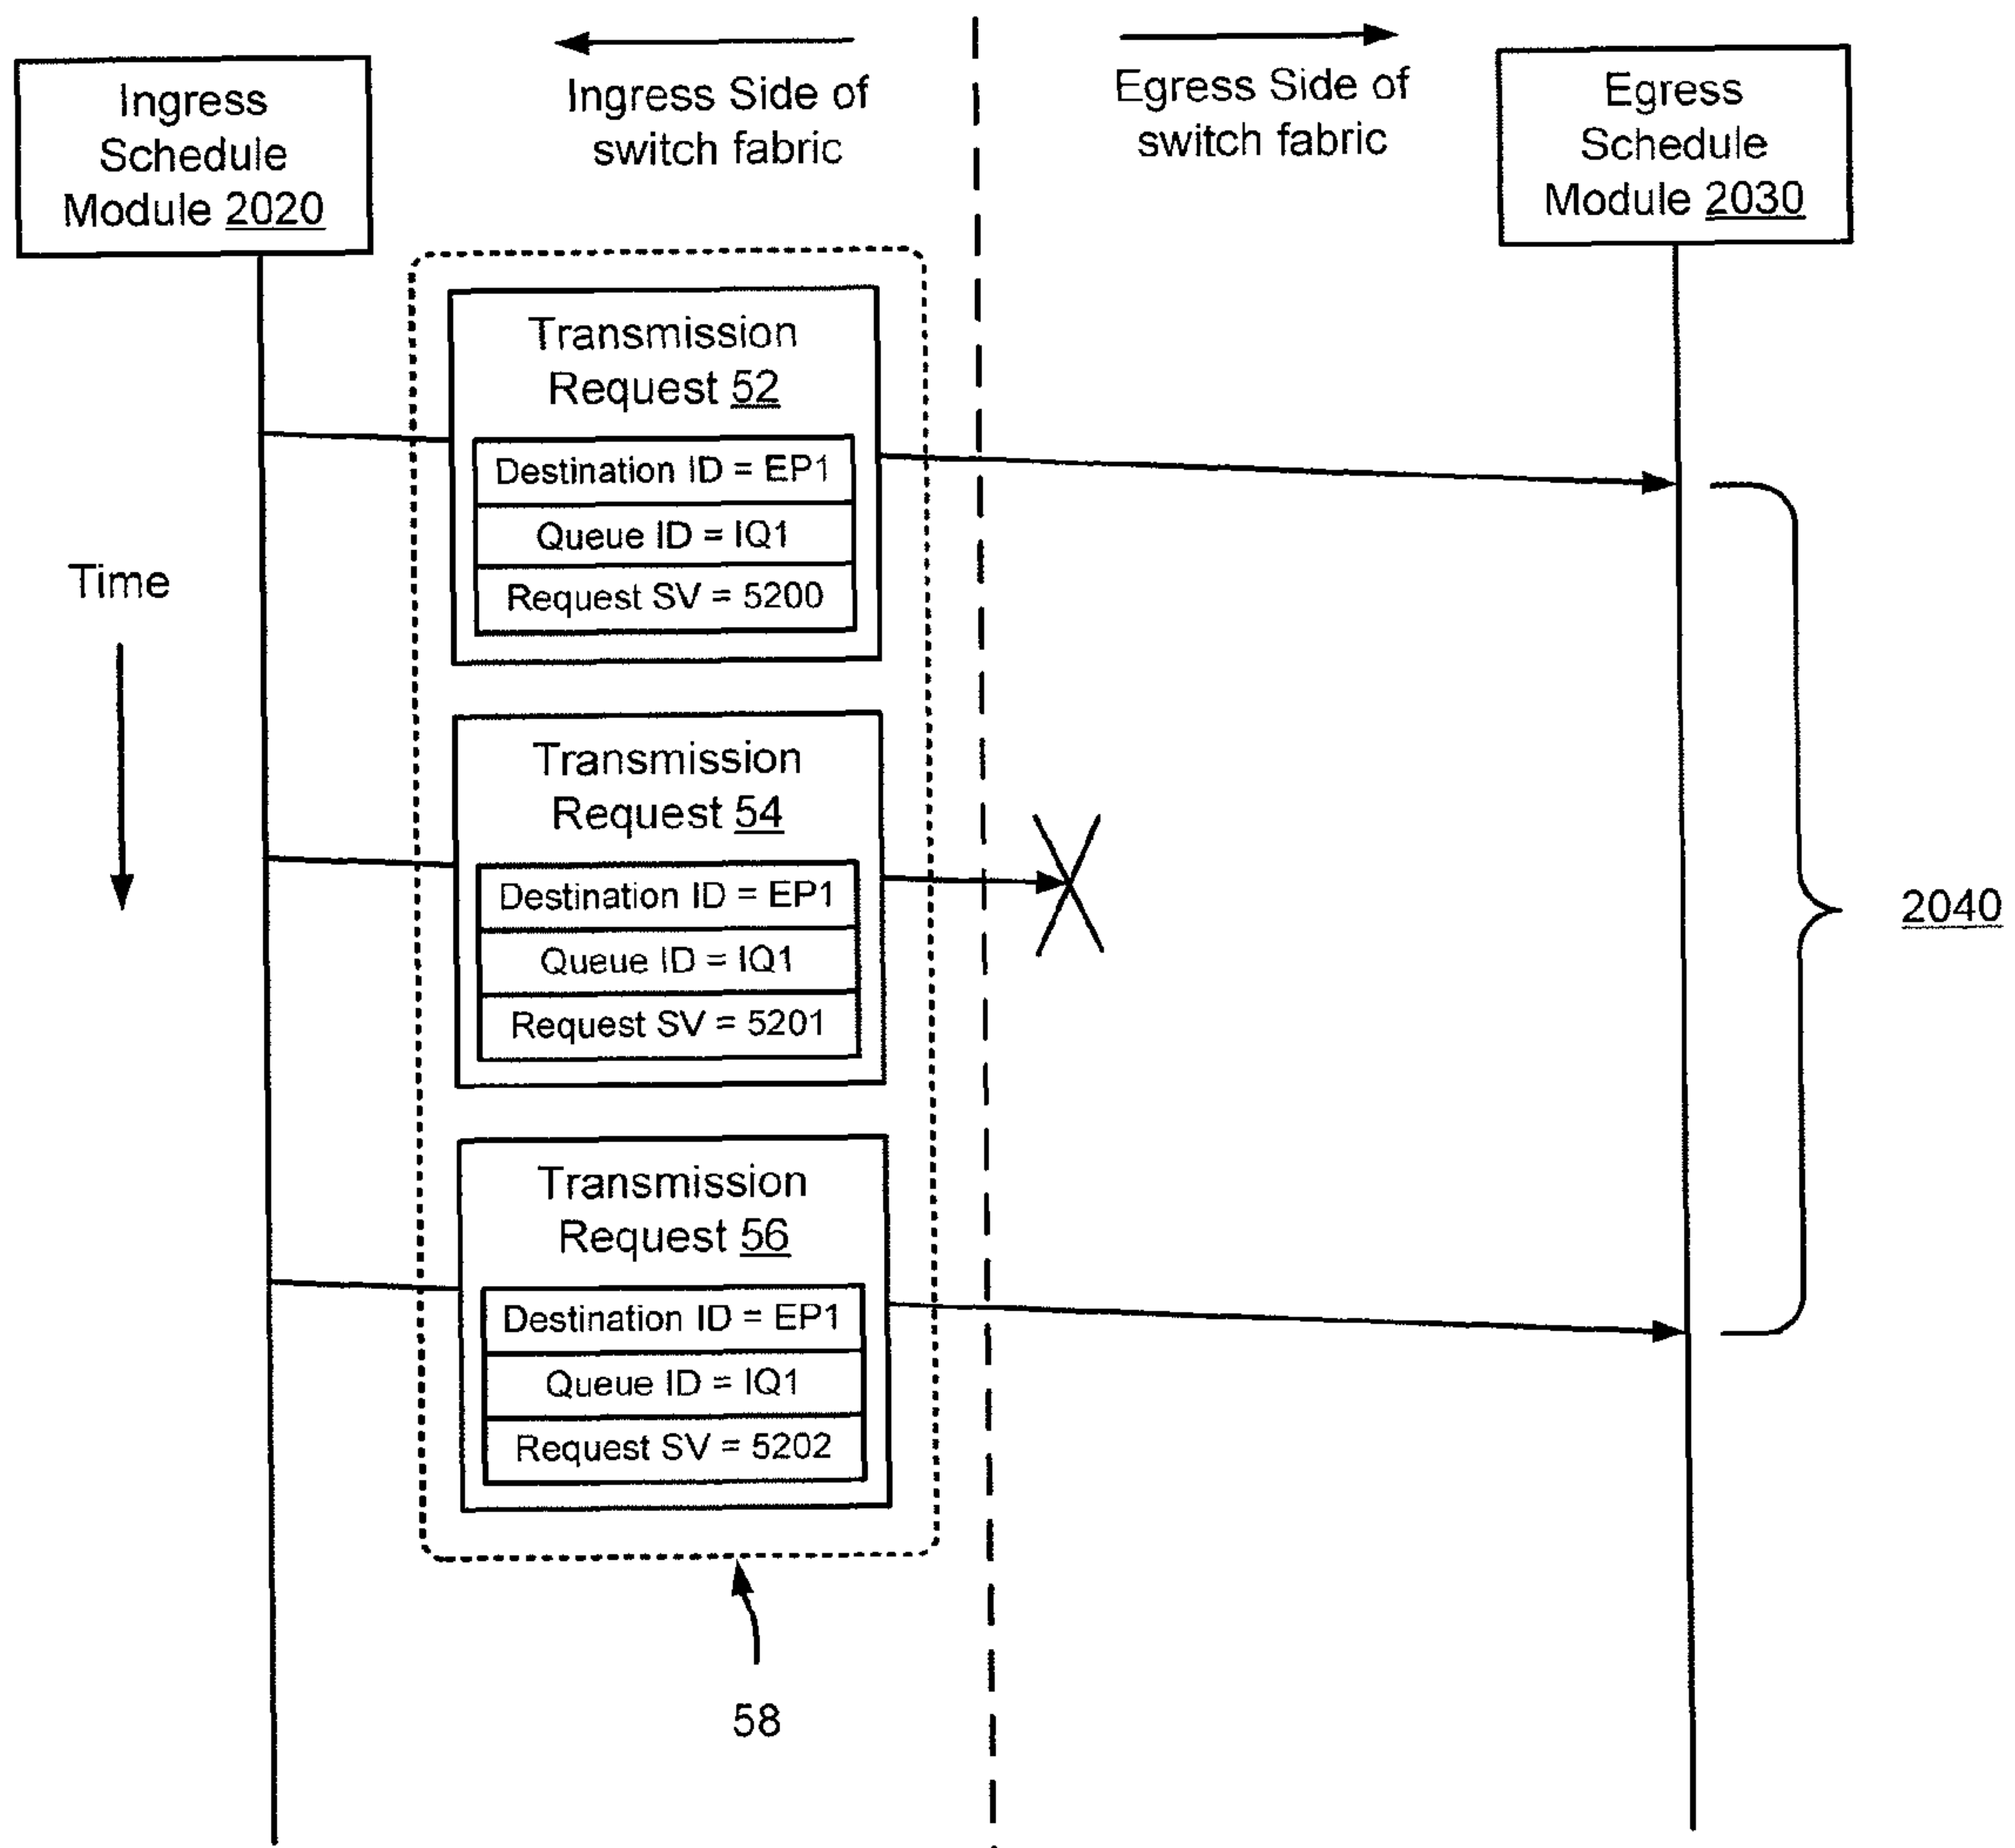 Ingress
Schedule
Module 2020
Ingress Side of
switch fabric
Egress Side of
switch fabric
Egress
Schedule
Module 2030
Transmission
Request 52
Destination ID = EP1
Queue ID = IQ1
Request SV = 5200
Time
Transmission
Request 54
Destination ID = EP1
Queue ID = IQ1
Request SV = 5201
2040
Transmission
Request 56
Destination ID = EP1
Queue ID = IQ1
Request SV = 5202
58